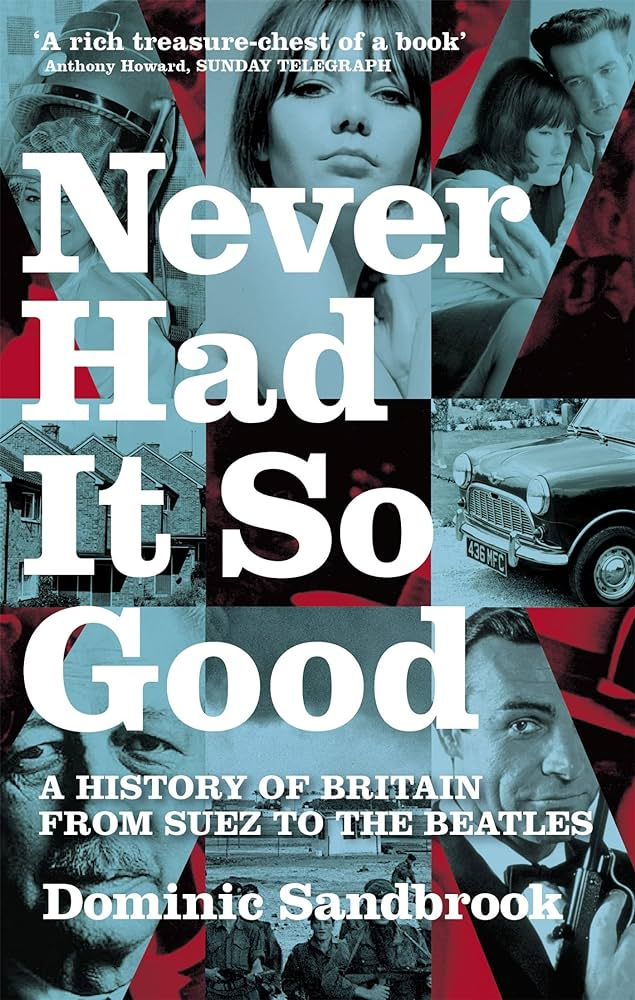 ‘A rich treasure-chest of a book’
Anthony Howard, SUNDAY TELEGRAPH
Never
Had
It So
Good
436 MFC
A HISTORY OF BRITAIN
FROM SUEZ TO THE BEATLES
Dominic Sandbrook